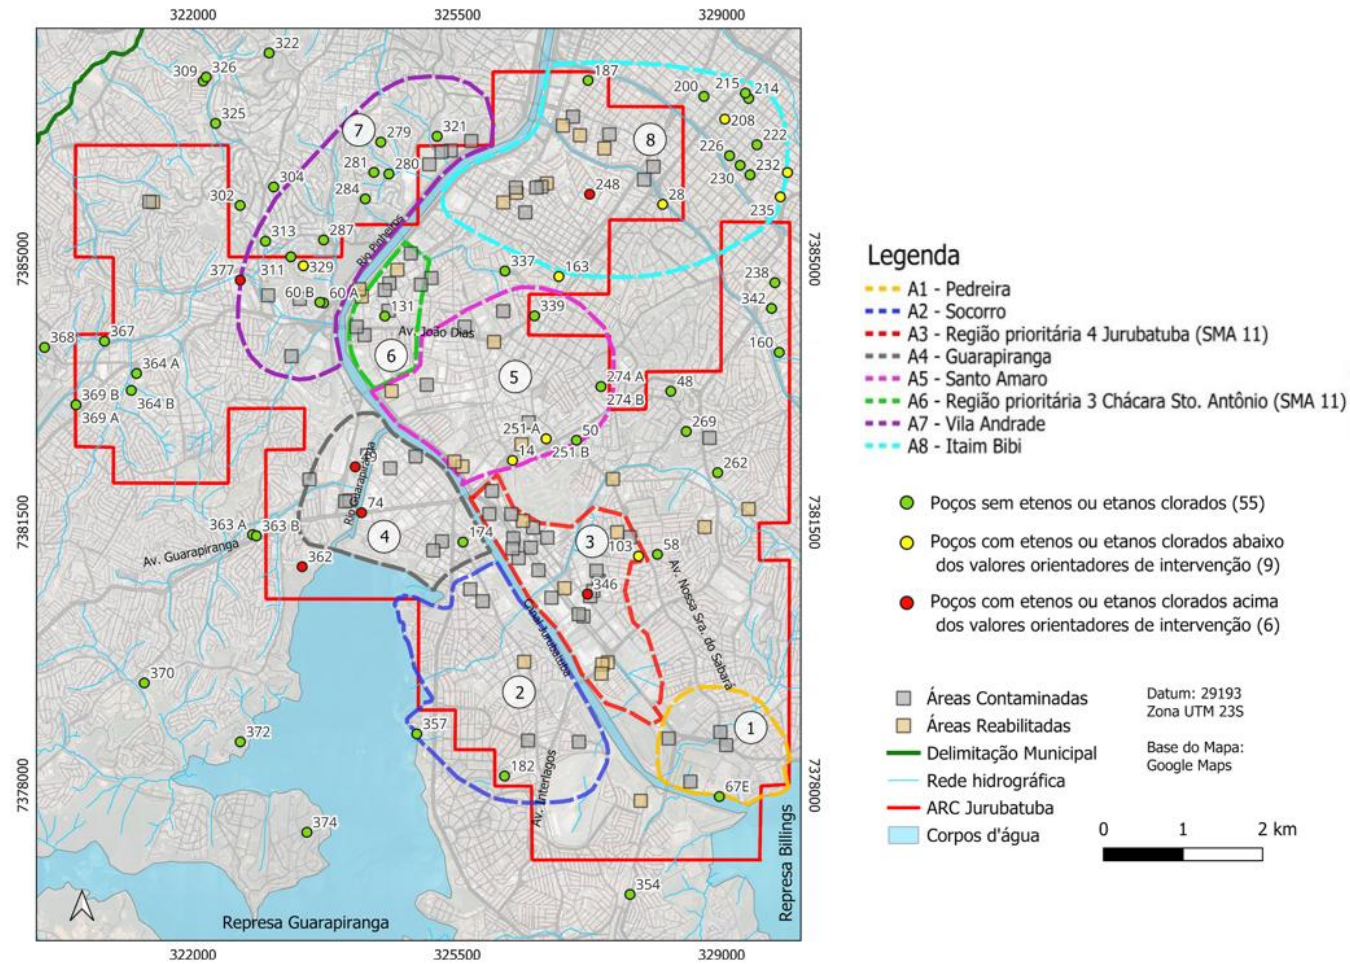 322000
325500
329000
322
326
309
325
304
302
313
311
377
329
287
60 B
60 A
7
279
281
280
284
321
187
200
215
214
208
222
226
232
230
235
8
248
28
Rio Pinheiros
337
163
339
131
Av. João Dias
6
5
238
342
160
274 A
274 B
48
269
262
50
251 A
251 B
14
368
367
364 A
364 B
369 B
369 A
Rio Guarapiranga
74
4
174
363 A
363 B
362
Av. Guarapiranga
3
103
58
346
Av. Nossa Sra. do Sabará
Canal Jurubatuba
2
1
370
372
374
357
182
Av. Interlagos
67E
354
Represa Guarapiranga
Represa Billings
7385000
7381500
7378000
7385000
7381500
7378000
322000
325500
329000
Legenda
A1 - Pedreira
A2 - Socorro
A3 - Região prioritária 4 Jurubatuba (SMA 11)
A4 - Guarapiranga
A5 - Santo Amaro
A6 - Região prioritária 3 Chácara Sto. Antônio (SMA 11)
A7 - Vila Andrade
A8 - Itaim Bibi
Poços sem etenos ou etanos clorados (55)
Poços com etenos ou etanos clorados abaixo
dos valores orientadores de intervenção (9)
Poços com etenos ou etanos clorados acima
dos valores orientadores de intervenção (6)
Áreas Contaminadas
Áreas Reabilitadas
Delimitação Municipal
Rede hidrográfica
ARC Jurubatuba
Corpos d'água
Datum: 29193
Zona UTM 23S
Base do Mapa:
Google Maps
0 1 2 km